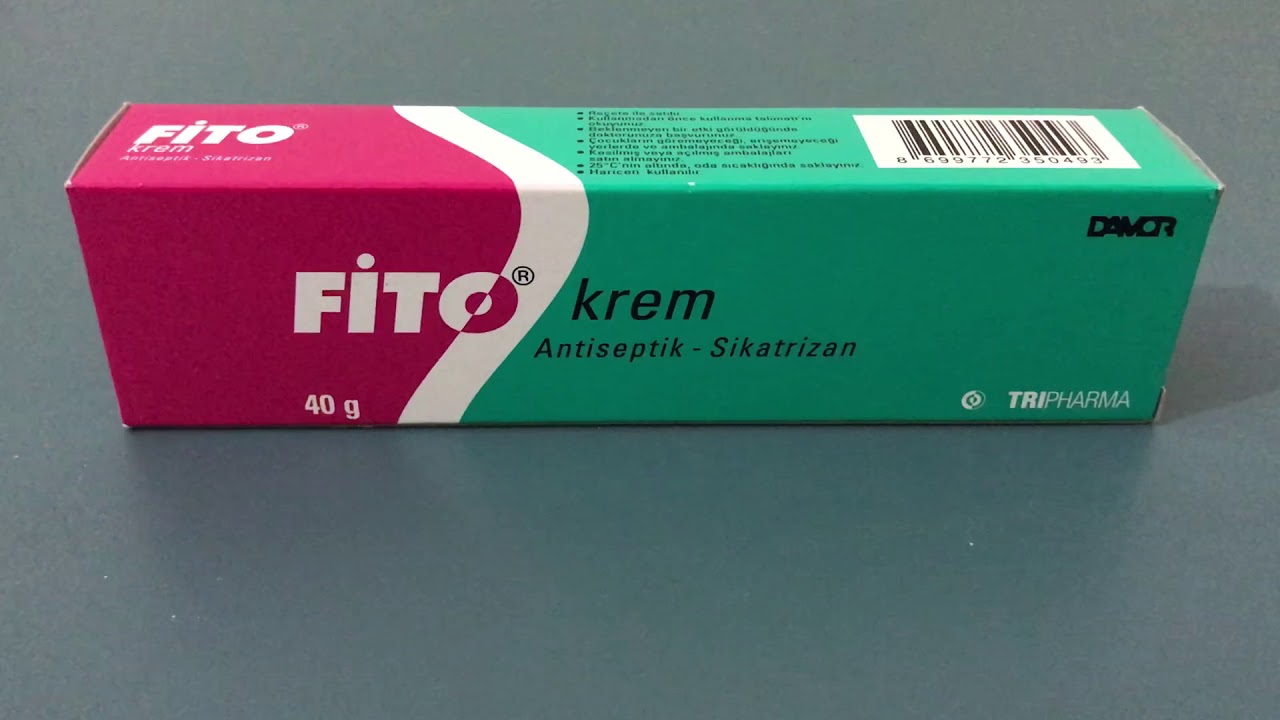 FİTO®
krem
Antiseptik - Sikatrizan
• Reçete ile satılır.
• Kullanmadan önce kullanma talimatı'nı
okuyunuz.
• Beklenmeyen bir etki görüldüğünde
doktorunuza başvurunuz.
• Çocukların göremeyeceği, erişemeyeceği
yerlerde ve ambalajında saklayınız.
• Kesilmiş veya açılmış ambalajları
satın almayınız.
• 25°C'nin altında, oda sıcaklığında saklayınız.
• Haricen kullanılır.
8 699772 350493
DAMOR
FİTO® krem
Antiseptik - Sikatrizan
40 g
TRIPHARMA